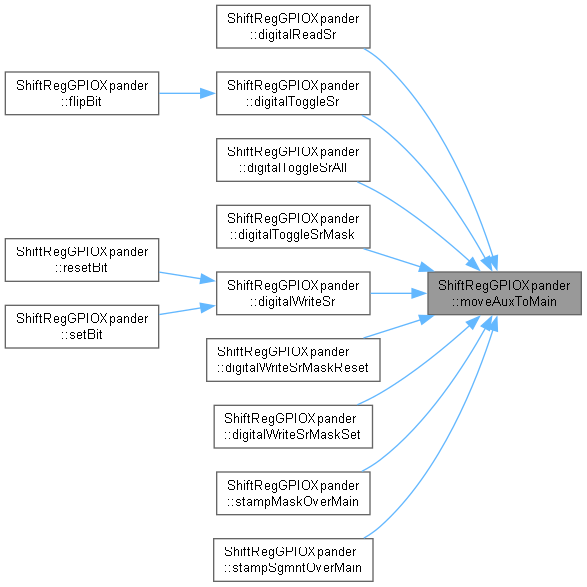 ShiftRegGPIOXpander
::digitalReadSr
ShiftRegGPIOXpander
::flipBit
ShiftRegGPIOXpander
::digitalToggleSr
ShiftRegGPIOXpander
::digitalToggleSrAll
ShiftRegGPIOXpander
::digitalToggleSrMask
ShiftRegGPIOXpander
::resetBit
ShiftRegGPIOXpander
::setBit
ShiftRegGPIOXpander
::digitalWriteSr
ShiftRegGPIOXpander
::moveAuxToMain
ShiftRegGPIOXpander
::digitalWriteSrMaskReset
ShiftRegGPIOXpander
::digitalWriteSrMaskSet
ShiftRegGPIOXpander
::stampMaskOverMain
ShiftRegGPIOXpander
::stampSgmntOverMain